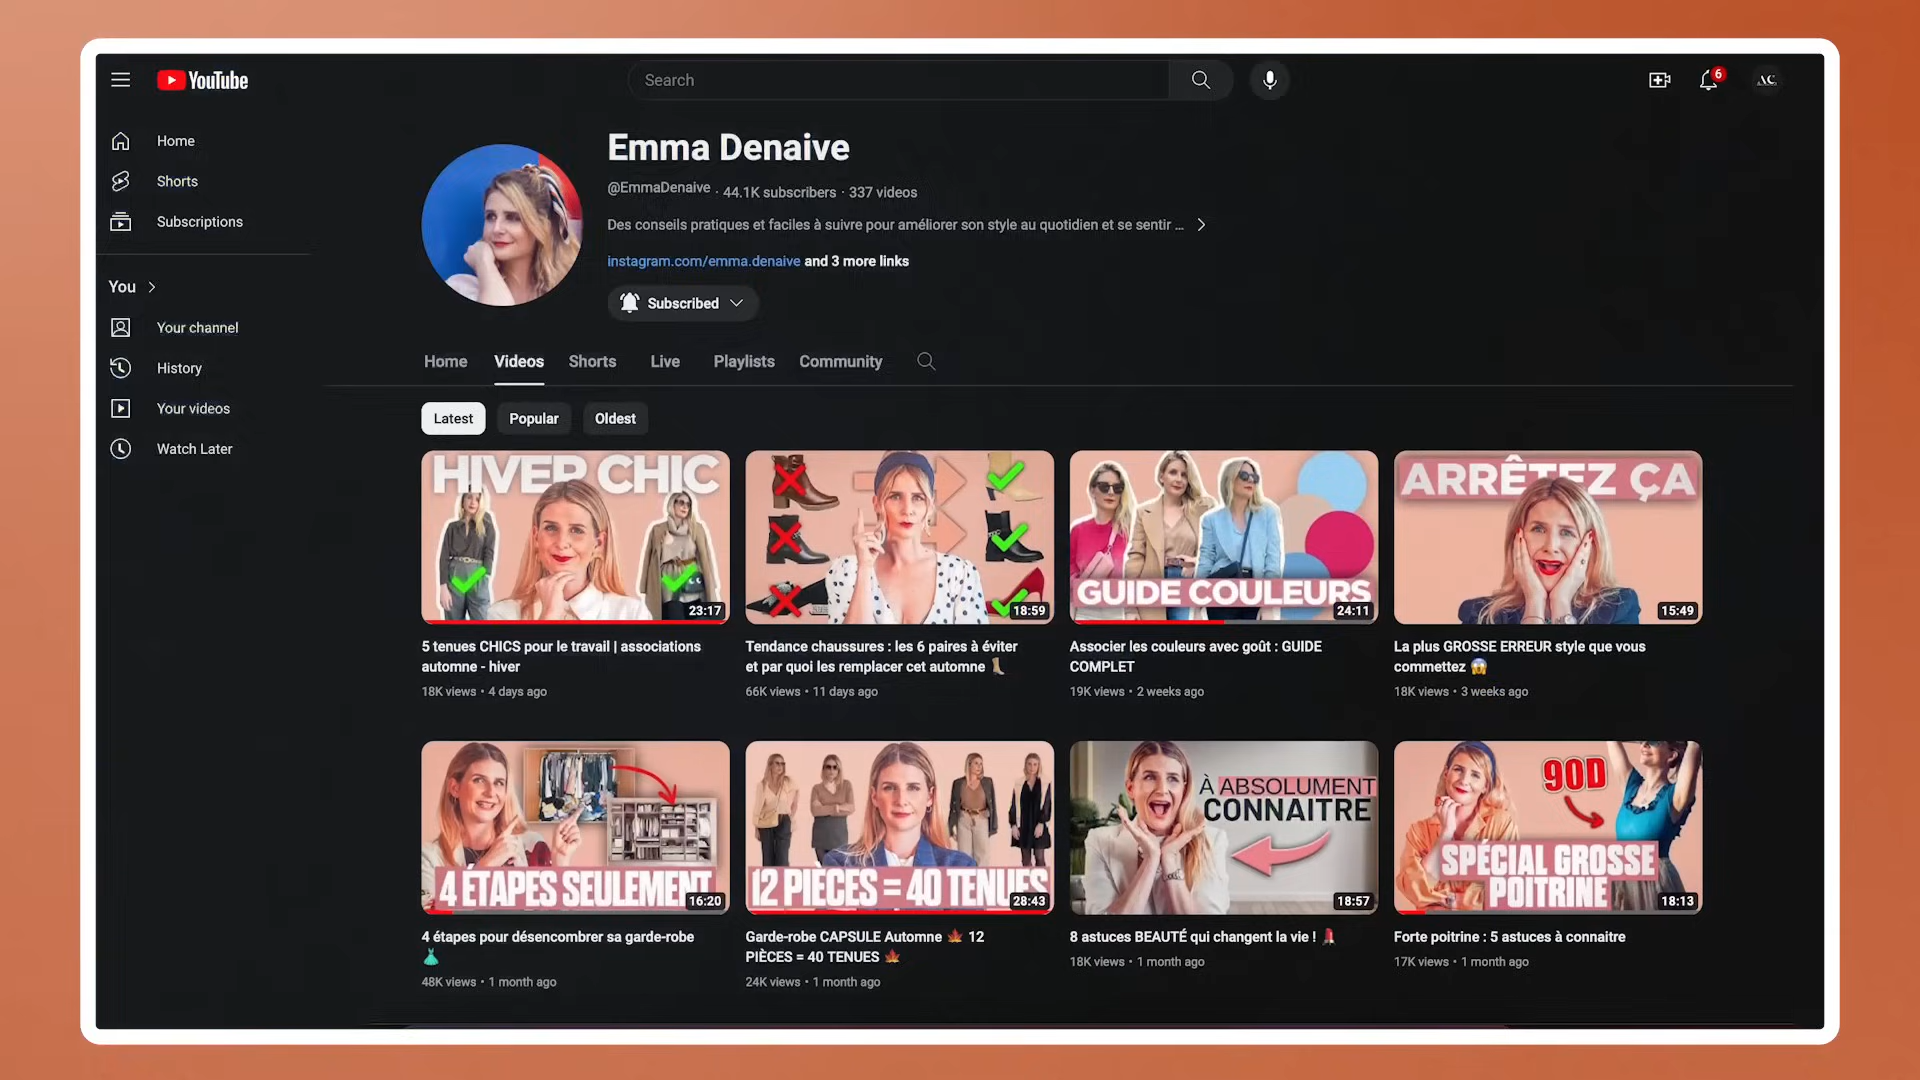 YouTube
Search
6
AC
Home
Shorts
Subscriptions
You
Your channel
History
Your videos
Watch Later
Emma Denaive
@EmmaDenaive · 44.1K subscribers · 337 videos
Des conseils pratiques et faciles à suivre pour améliorer son style au quotidien et se sentir ...
instagram.com/emma.denaive and 3 more links
Subscribed
Home Videos Shorts Live Playlists Community
Latest Popular Oldest
HIVER CHIC
23:17
18:59
GUIDE COULEURS
24:11
ARRÊTEZ ÇA
15:49
5 tenues CHICS pour le travail | associations
automne - hiver
18K views • 4 days ago
Tendance chaussures : les 6 paires à éviter
et par quoi les remplacer cet automne 👢
66K views • 11 days ago
Associer les couleurs avec goût : GUIDE
COMPLET
19K views • 2 weeks ago
La plus GROSSE ERREUR style que vous
commettez 😱
18K views • 3 weeks ago
4 ÉTAPES SEULEMENT
16:20
12 PIÈCES = 40 TENUES
28:43
À ABSOLUMENT
CONNAITRE
18:57
90D
SPÉCIAL GROSSE
POITRINE
18:13
4 étapes pour désencombrer sa garde-robe
👗
48K views • 1 month ago
Garde-robe CAPSULE Automne 🍁 12
PIÈCES = 40 TENUES 🍁
24K views • 1 month ago
8 astuces BEAUTÉ qui changent la vie ! 💄
18K views • 1 month ago
Forte poitrine : 5 astuces à connaitre
17K views • 1 month ago